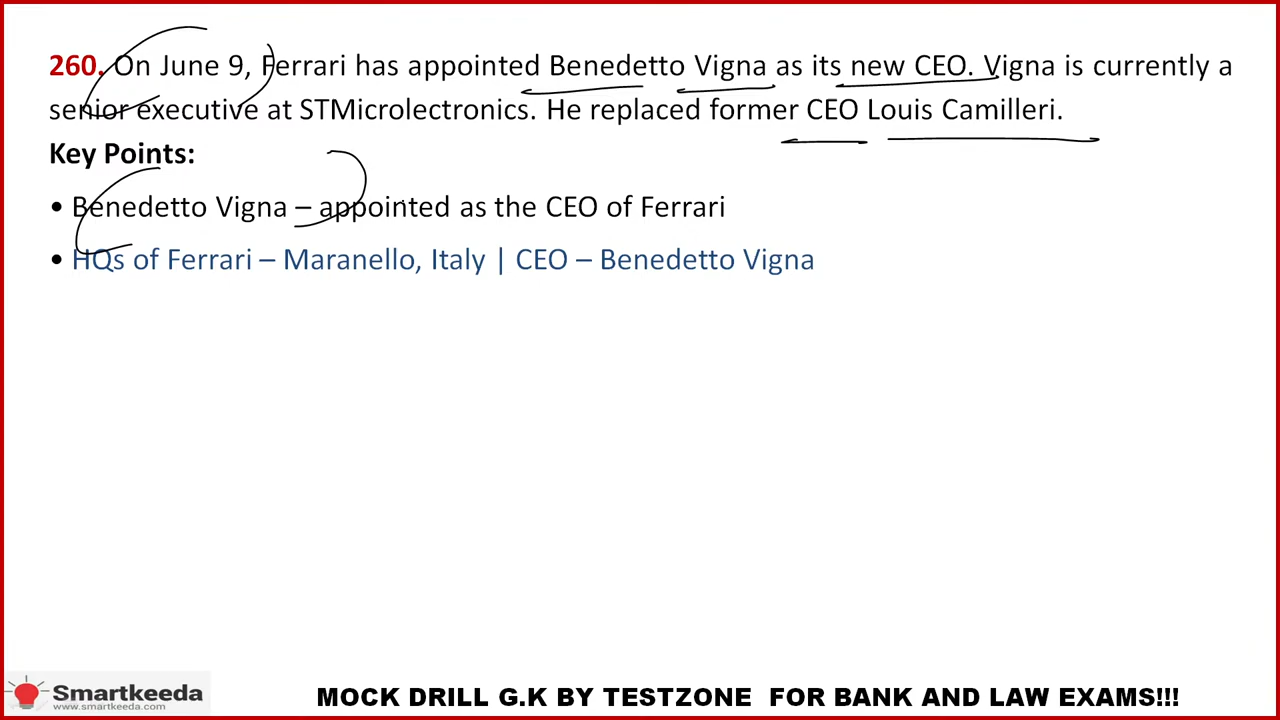 260. On June 9, Ferrari has appointed Benedetto Vigna as its new CEO. Vigna is currently a
senior executive at STMicrolectronics. He replaced former CEO Louis Camilleri.
Key Points:
• Benedetto Vigna – appointed as the CEO of Ferrari
• HQs of Ferrari – Maranello, Italy | CEO – Benedetto Vigna
Smartkeeda
www.smartkeeda.com
MOCK DRILL G.K BY TESTZONE FOR BANK AND LAW EXAMS!!!